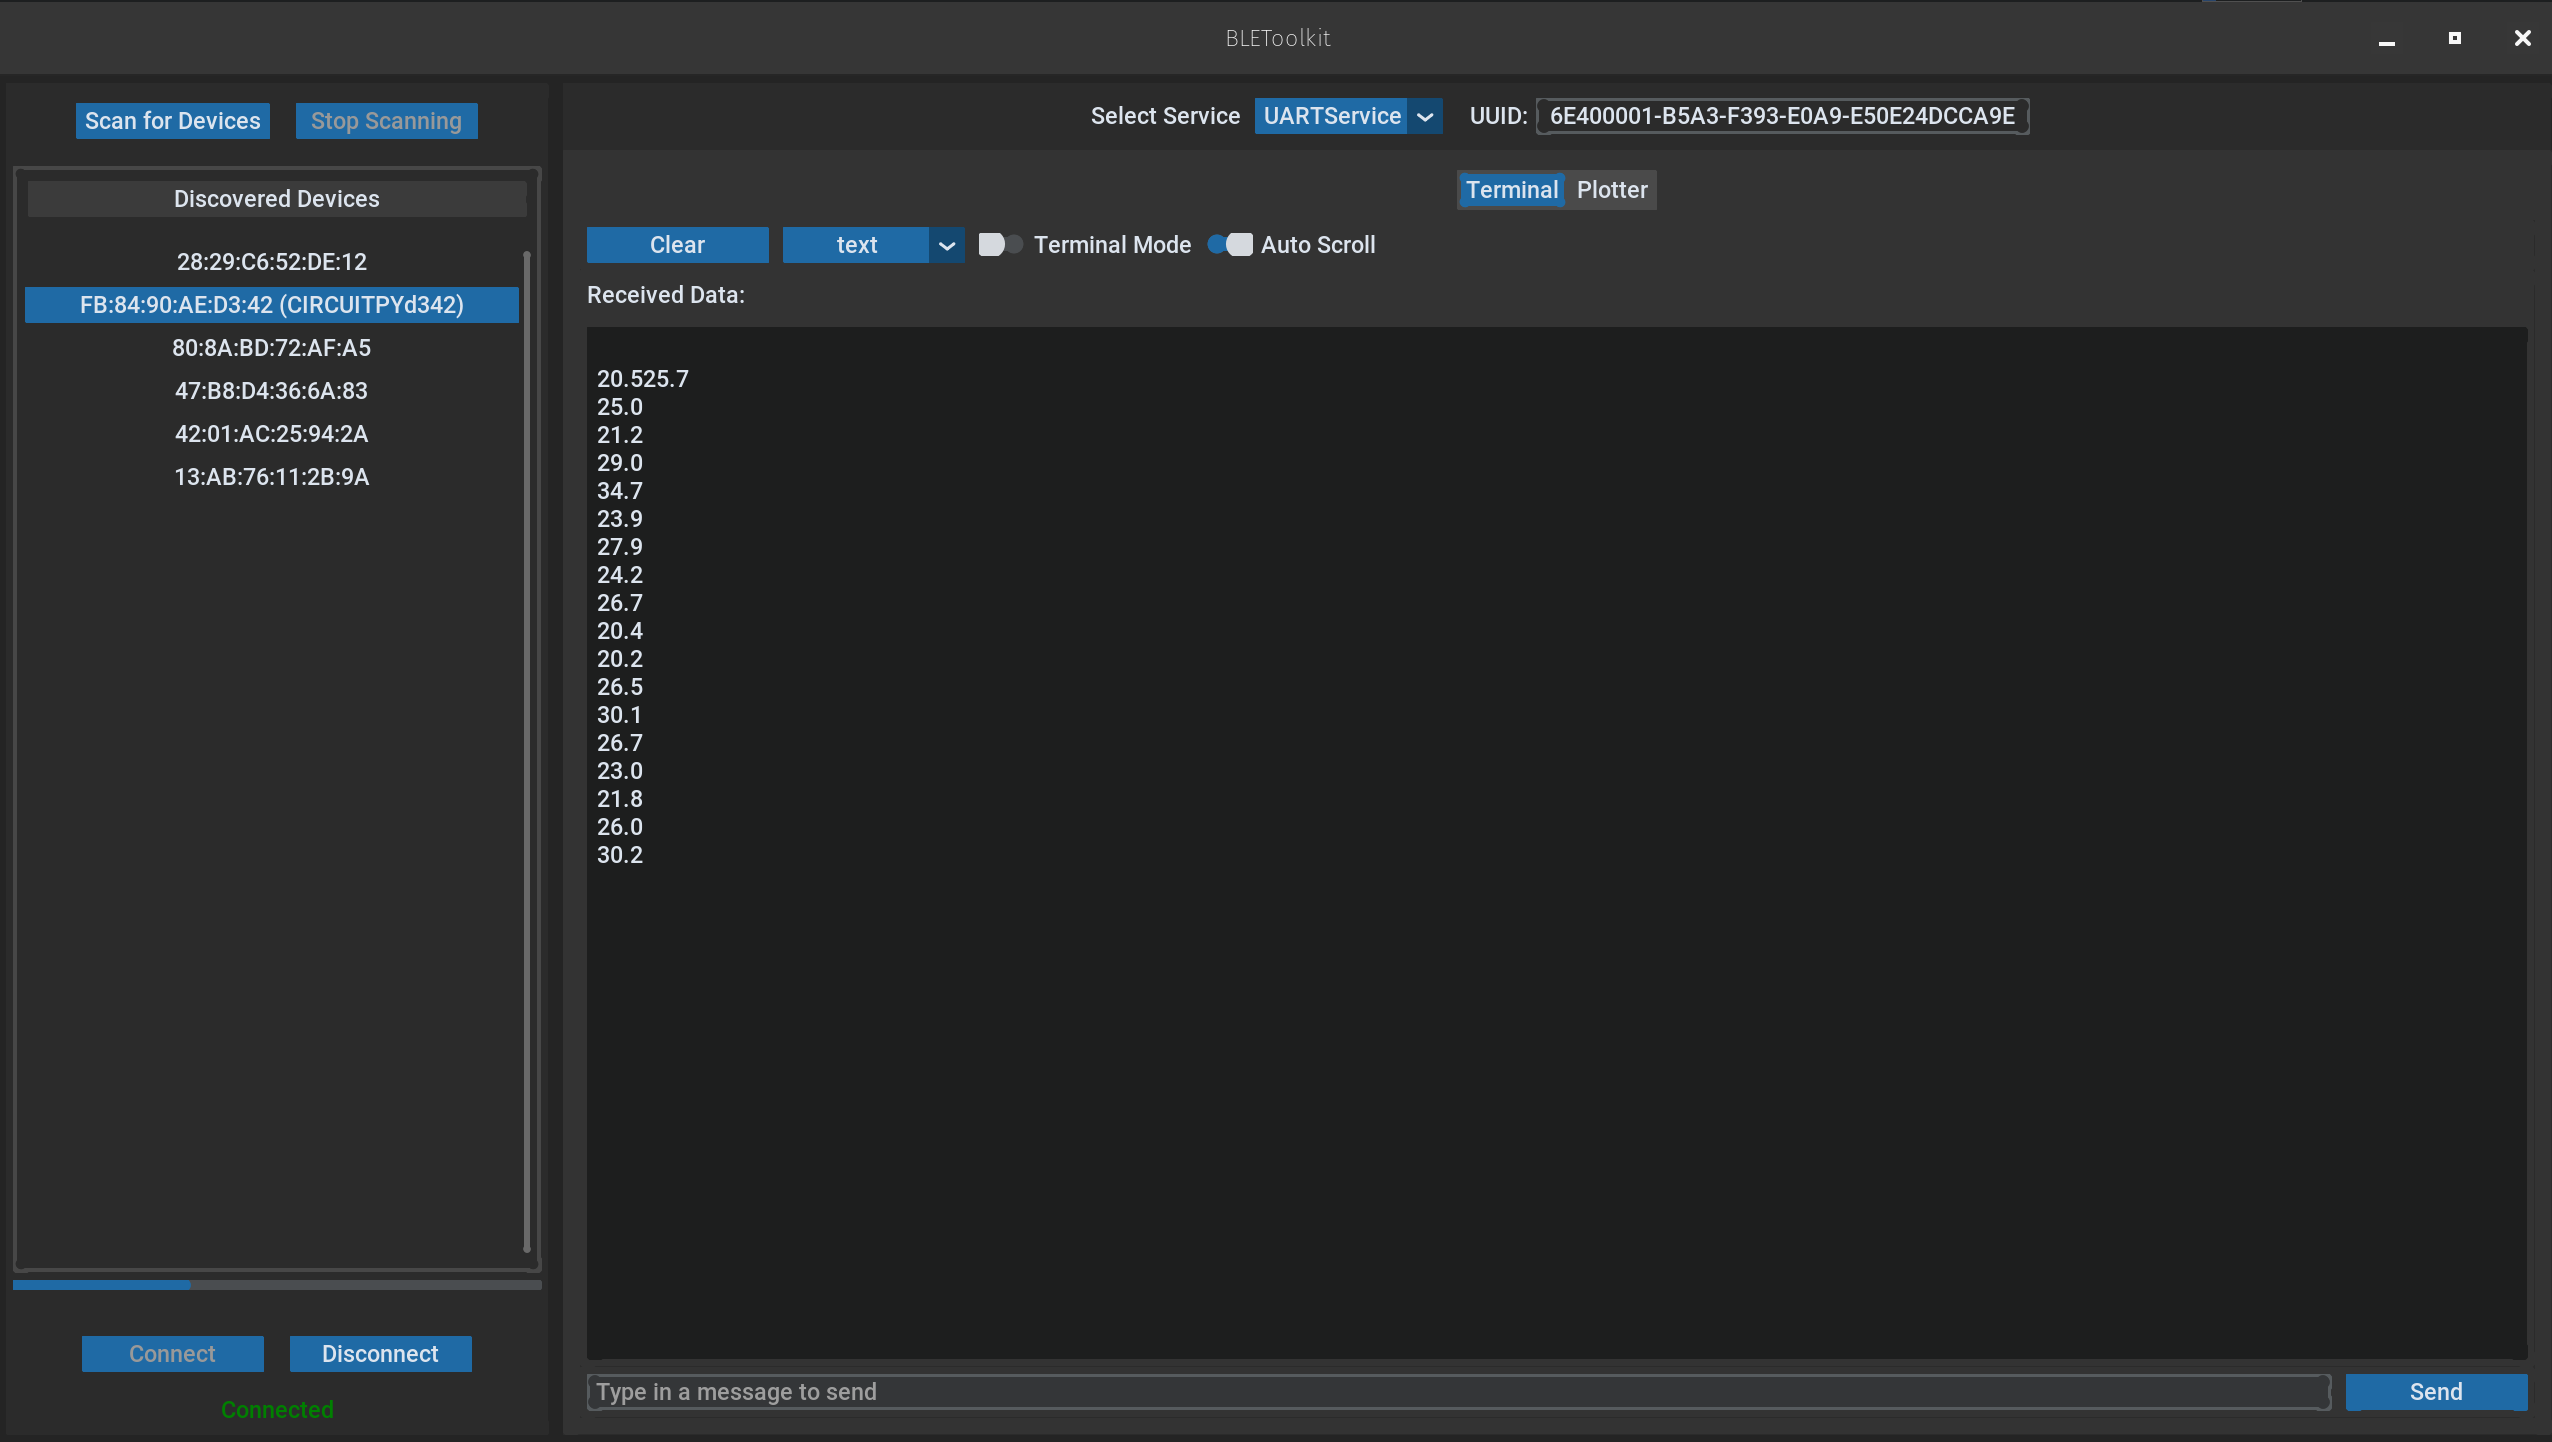 BLEToolkit
Scan for Devices
Stop Scanning
Discovered Devices
28:29:C6:52:DE:12
FB:84:90:AE:D3:42 (CIRCUITPYd342)
80:8A:BD:72:AF:A5
47:B8:D4:36:6A:83
42:01:AC:25:94:2A
13:AB:76:11:2B:9A
Connect
Disconnect
Connected
Select Service
UARTService
UUID:
6E400001-B5A3-F393-E0A9-E50E24DCCA9E
Terminal
Plotter
Clear
text
Terminal Mode
Auto Scroll
Received Data:
20.525.7
25.0
21.2
29.0
34.7
23.9
27.9
24.2
26.7
20.4
20.2
26.5
30.1
26.7
23.0
21.8
26.0
30.2
Type in a message to send
Send